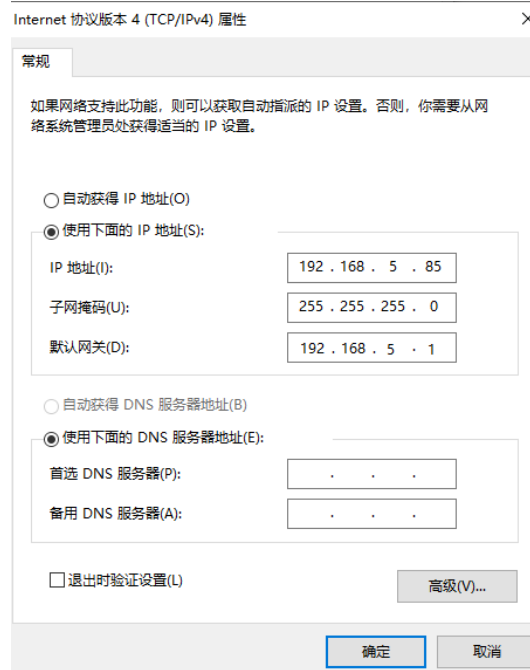 Internet 协议版本 4 (TCP/IPv4) 属性
常规
如果网络支持此功能，则可以获取自动指派的 IP 设置。否则，你需要从网
络系统管理员处获得适当的 IP 设置。
自动获得 IP 地址(O)
使用下面的 IP 地址(S):
IP 地址(I): 192 . 168 . 5 . 85
子网掩码(U): 255 . 255 . 255 . 0
默认网关(D): 192 . 168 . 5 . 1
自动获得 DNS 服务器地址(B)
使用下面的 DNS 服务器地址(E):
首选 DNS 服务器(P): . . .
备用 DNS 服务器(A): . . .
退出时验证设置(L)
高级(V)...
确定 取消